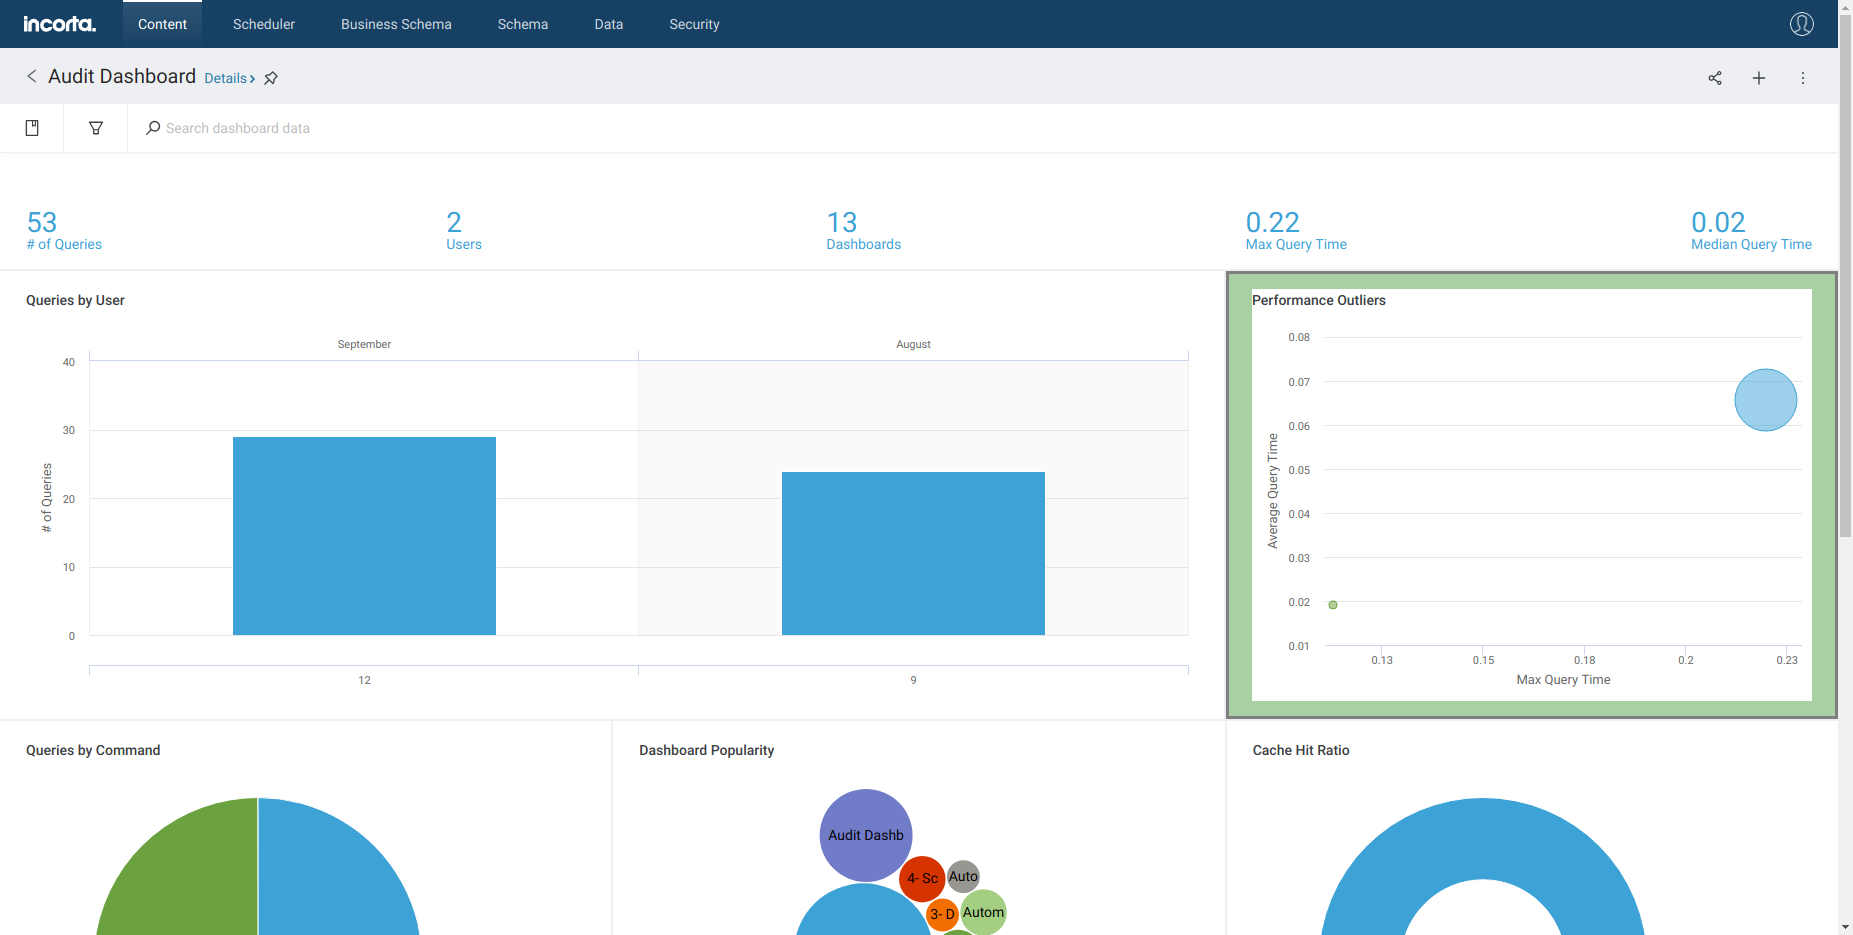 incorta.
Content
Scheduler
Business Schema
Schema
Data
Security
Audit Dashboard
Details
Search dashboard data
53
# of Queries
2
Users
13
Dashboards
0.22
Max Query Time
0.02
Median Query Time
Queries by User
September
August
# of Queries
40
30
20
10
0
12
9
Performance Outliers
Average Query Time
0.08
0.07
0.06
0.05
0.04
0.03
0.02
0.01
0.13
0.15
0.18
0.2
0.23
Max Query Time
Queries by Command
Dashboard Popularity
Audit Dashb
4- Sc
Auto
3- D
Autom
Cache Hit Ratio